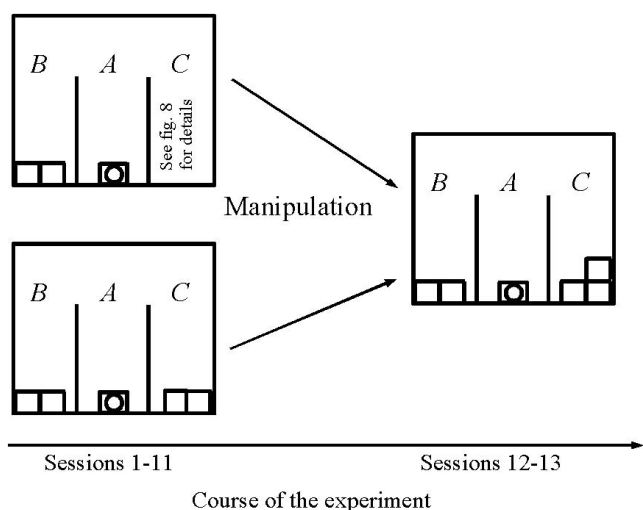 B A C
See fig. 8
for details
Manipulation
B A C
B A C
Sessions 1-11
Sessions 12-13
Course of the experiment